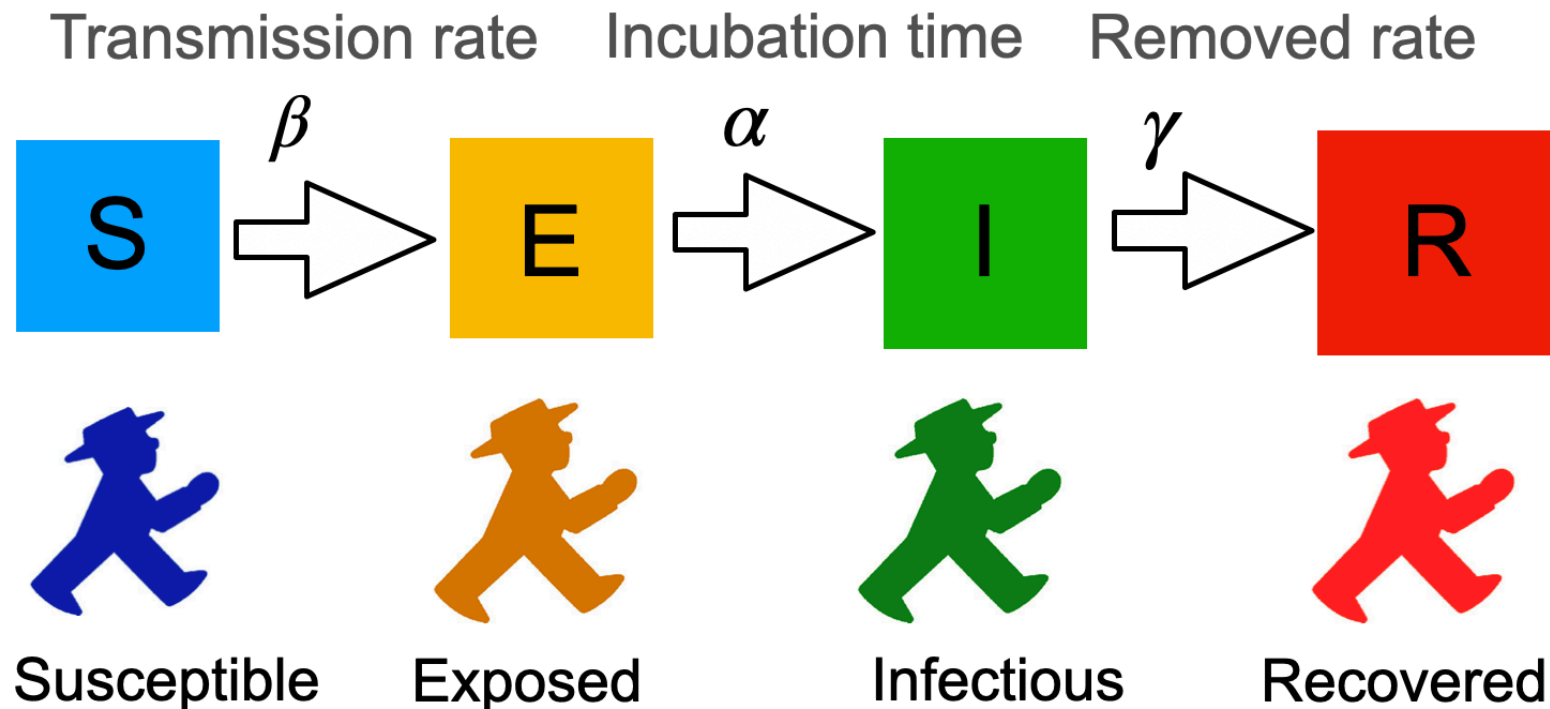 Transmission rate Incubation time Removed rate
β α γ
S E I R
Susceptible Exposed Infectious Recovered